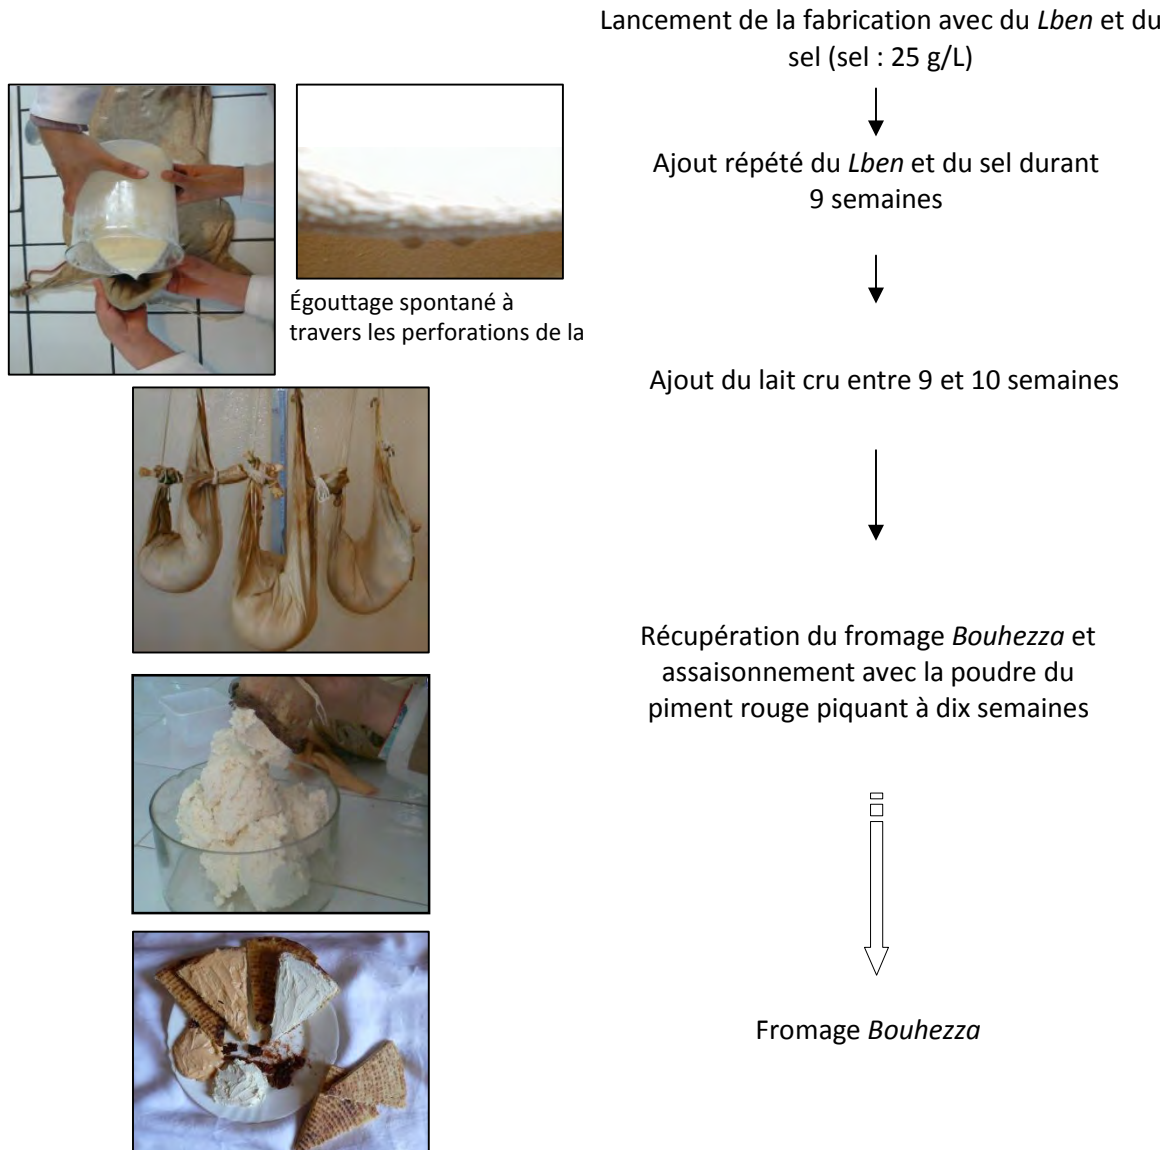 Lancement de la fabrication avec du Lben et du
sel (sel : 25 g/L)
Ajout répété du Lben et du sel durant
9 semaines
Égouttage spontané à
travers les perforations de la
Ajout du lait cru entre 9 et 10 semaines
Récupération du fromage Bouhezza et
assaisonnement avec la poudre du
piment rouge piquant à dix semaines
Fromage Bouhezza